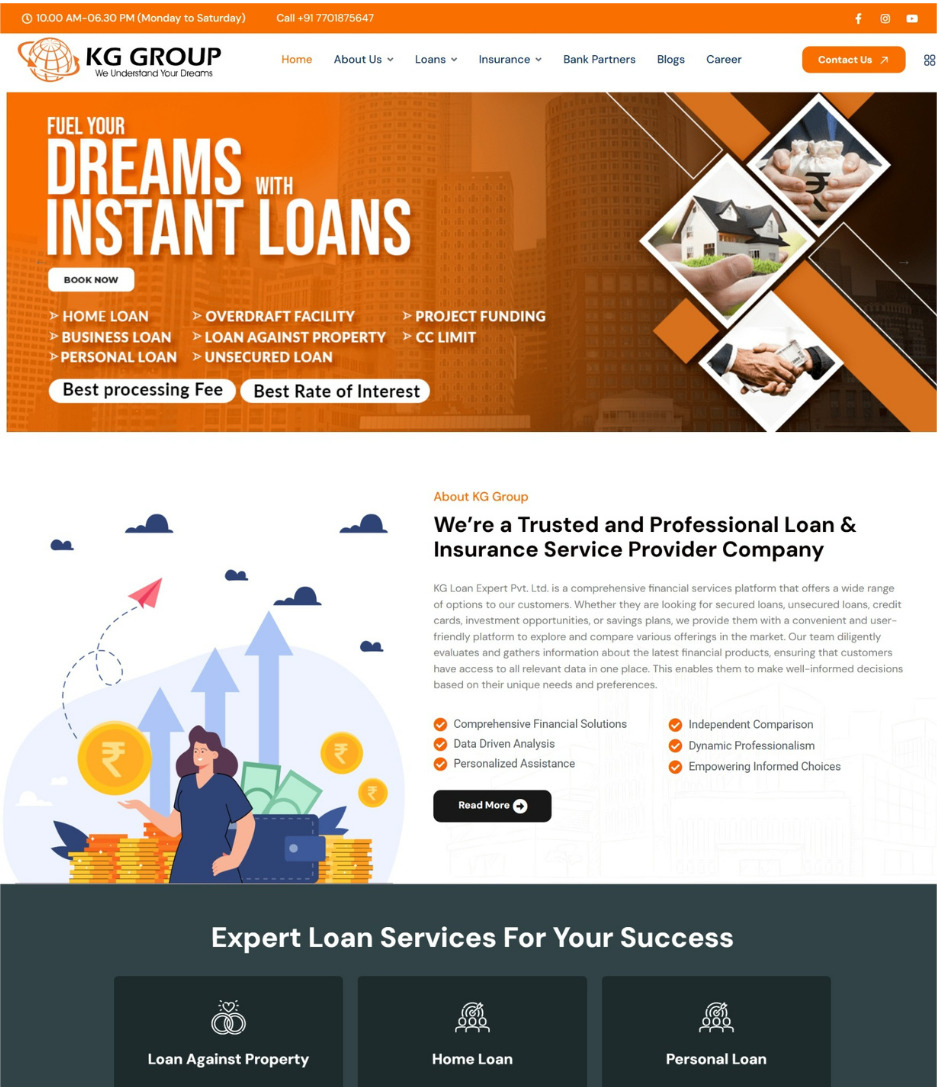 10.00 AM-06.30 PM (Monday to Saturday) Call +91 7701875647
KG GROUP
We Understand Your Dreams
Home About Us Loans Insurance Bank Partners Blogs Career Contact Us
FUEL YOUR
DREAMS WITH
INSTANT LOANS
BOOK NOW
HOME LOAN OVERDRAFT FACILITY PROJECT FUNDING
BUSINESS LOAN LOAN AGAINST PROPERTY CC LIMIT
PERSONAL LOAN UNSECURED LOAN
Best processing Fee Best Rate of Interest
About KG Group
We're a Trusted and Professional Loan &
Insurance Service Provider Company
KG Loan Expert Pvt. Ltd. is a comprehensive financial services platform that offers a wide range
of options to our customers. Whether they are looking for secured loans, unsecured loans, credit
cards, investment opportunities, or savings plans, we provide them with a convenient and user-
friendly platform to explore and compare various offerings in the market. Our team diligently
evaluates and gathers information about the latest financial products, ensuring that customers
have access to all relevant data in one place. This enables them to make well-informed decisions
based on their unique needs and preferences.
Comprehensive Financial Solutions Independent Comparison
Data Driven Analysis Dynamic Professionalism
Personalized Assistance Empowering Informed Choices
Read More
₹
₹
₹
₹
Expert Loan Services For Your Success
Loan Against Property Home Loan Personal Loan